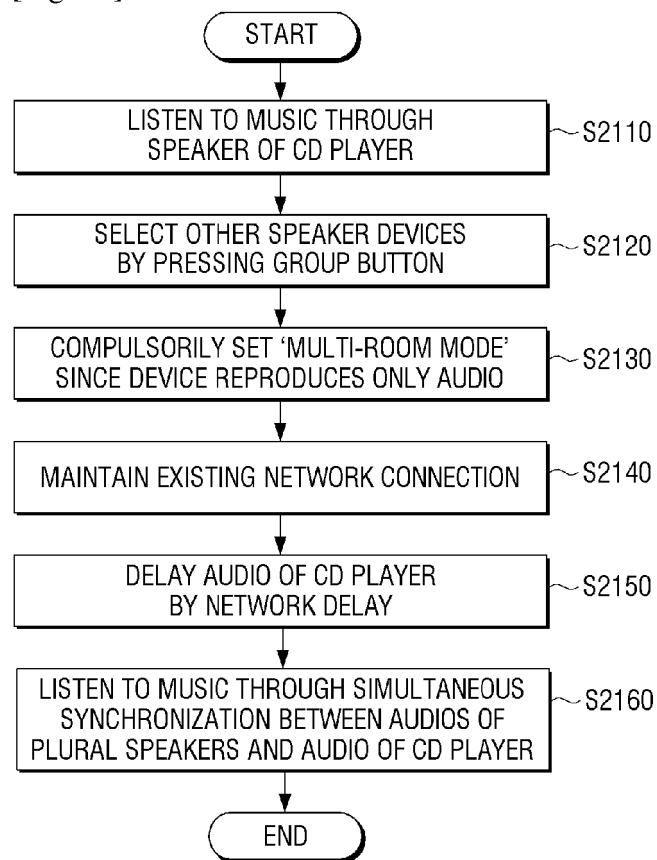 START
LISTEN TO MUSIC THROUGH
SPEAKER OF CD PLAYER
S2110
SELECT OTHER SPEAKER DEVICES
BY PRESSING GROUP BUTTON
S2120
COMPULSORILY SET 'MULTI-ROOM MODE'
SINCE DEVICE REPRODUCES ONLY AUDIO
S2130
MAINTAIN EXISTING NETWORK CONNECTION
S2140
DELAY AUDIO OF CD PLAYER
BY NETWORK DELAY
S2150
LISTEN TO MUSIC THROUGH SIMULTANEOUS
SYNCHRONIZATION BETWEEN AUDIOS OF
PLURAL SPEAKERS AND AUDIO OF CD PLAYER
S2160
END